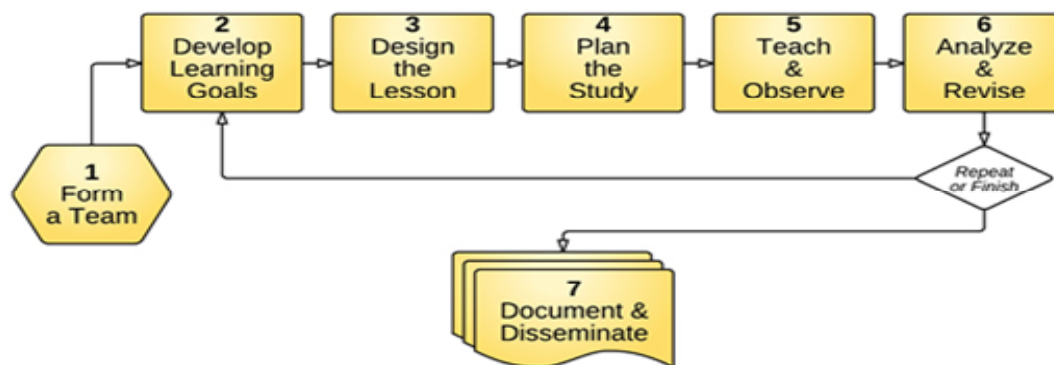 1
Form
a Team
2
Develop
Learning
Goals
3
Design
the
Lesson
4
Plan
the
Study
5
Teach
&
Observe
6
Analyze
&
Revise
Repeat
or Finish
7
Document &
Disseminate